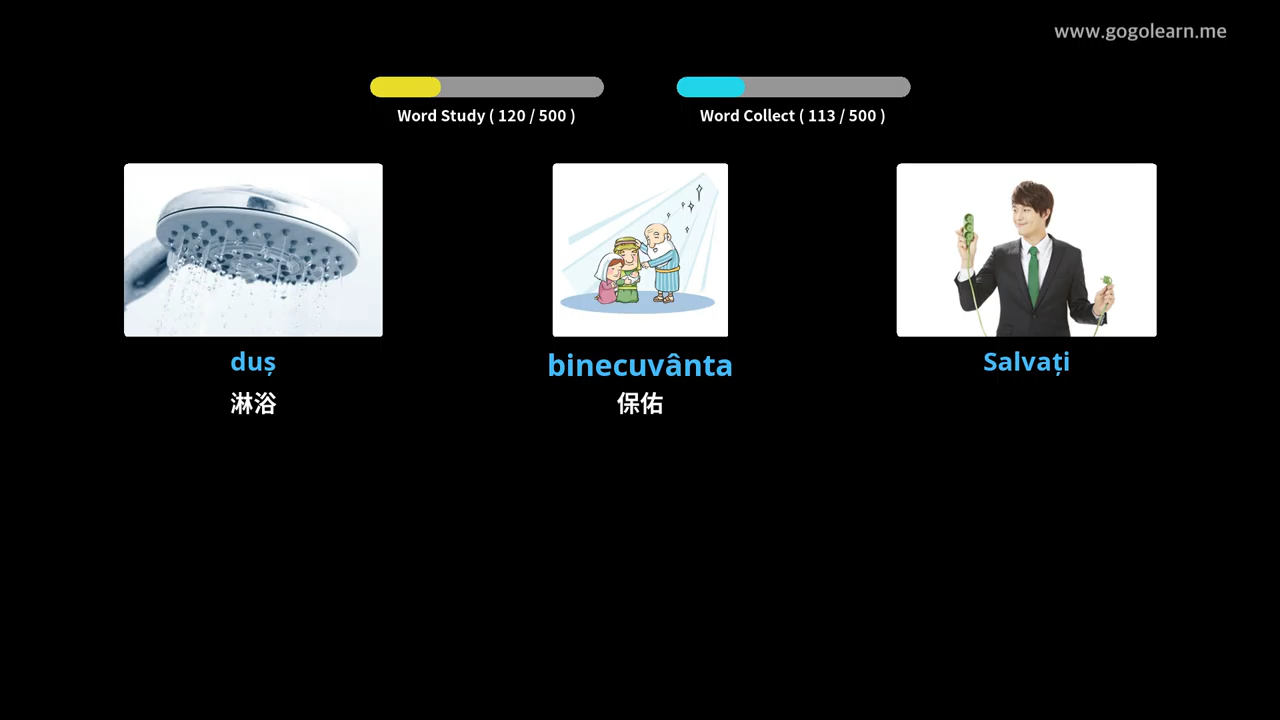 www.gogolearn.me
Word Study ( 120 / 500 )
Word Collect ( 113 / 500 )
duș
淋浴
binecuvânta
保佑
Salvați